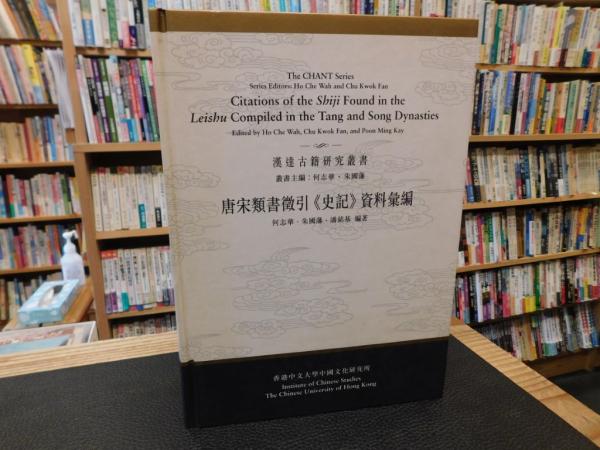 The CHANT Series
Series Editors: Ho Che Wah and Chu Kwok Fan
Citations of the Shiji Found in the
Leishu Compiled in the Tang and Song Dynasties
Edited by Ho Che Wah, Chu Kwok Fan, and Poon Ming Kay
漢達古籍研究叢書
叢書主編：何志華、朱國藩
唐宋類書徵引《史記》資料彙編
何志華・朱國藩・潘銘基 編著
香港中文大學中國文化研究所
Institute of Chinese Studies
The Chinese University of Hong Kong